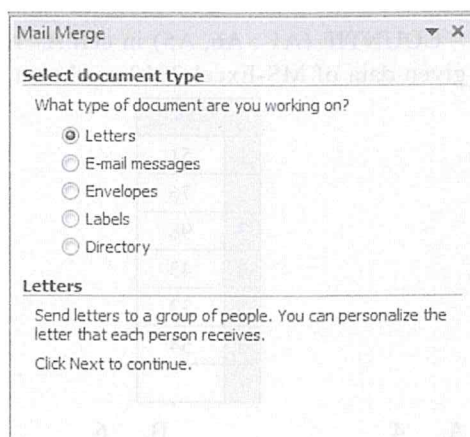 Mail Merge
Select document type
What type of document are you working on?
Letters
E-mail messages
Envelopes
Labels
Directory
Letters
Send letters to a group of people. You can personalize the
letter that each person receives.
Click Next to continue.